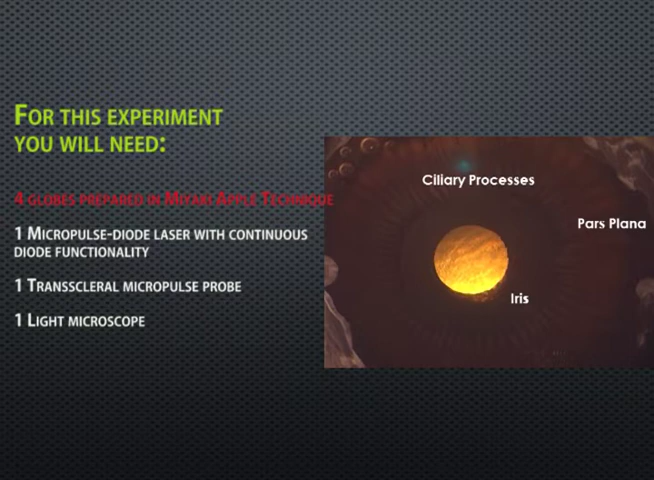 For this experiment
you will need:
4 globes prepared in Miyaki Apple Technique
1 Micropulse-diode laser with continuous
diode functionality
1 Transscleral micropulse probe
1 Light microscope
Ciliary Processes
Pars Plana
Iris